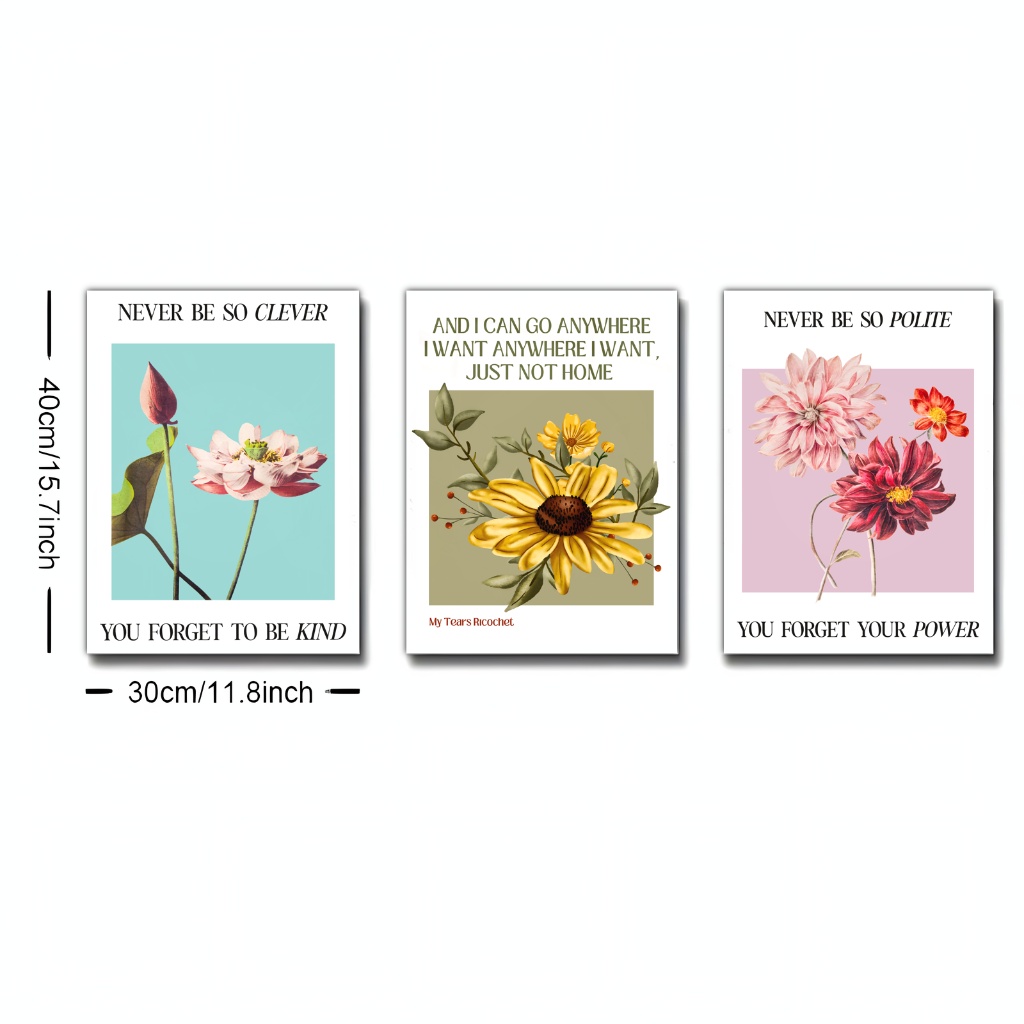 NEVER BE SO CLEVER
YOU FORGET TO BE KIND
AND I CAN GO ANYWHERE
I WANT ANYWHERE I WANT,
JUST NOT HOME
My Tears Ricochet
NEVER BE SO POLITE
YOU FORGET YOUR POWER
40cm/15.7inch
30cm/11.8inch